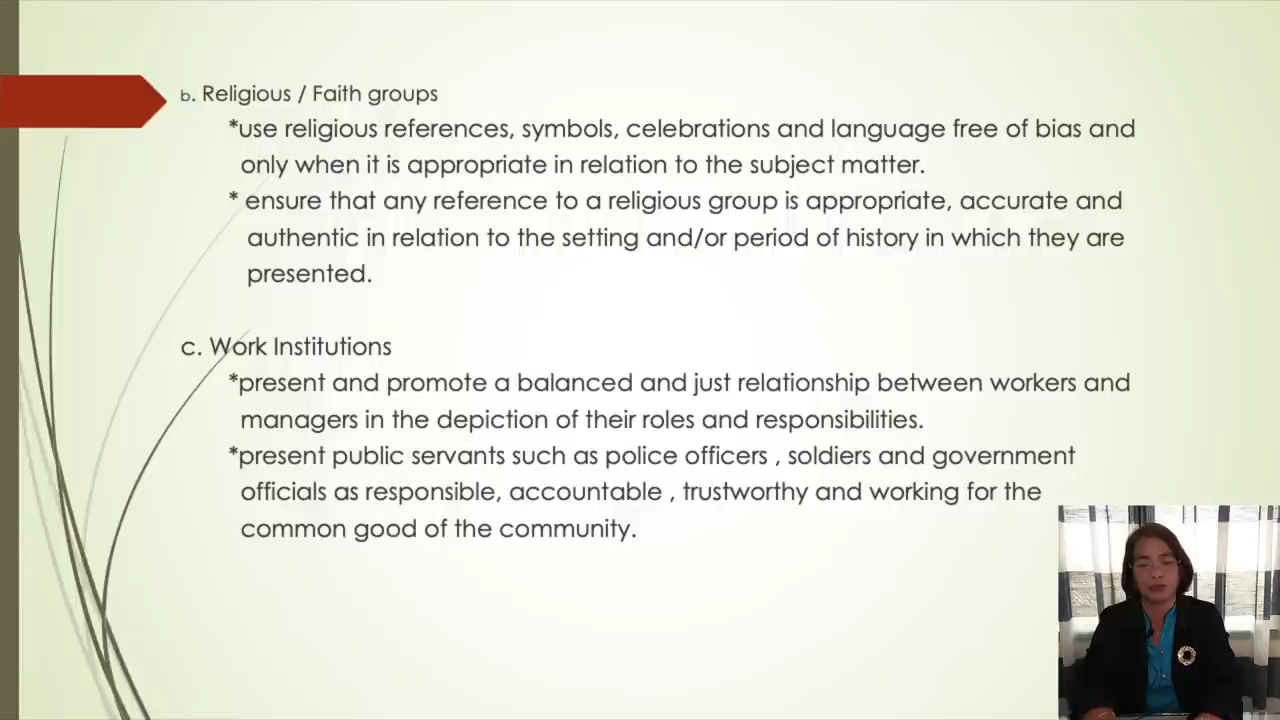 b. Religious / Faith groups
*use religious references, symbols, celebrations and language free of bias and
only when it is appropriate in relation to the subject matter.
* ensure that any reference to a religious group is appropriate, accurate and
authentic in relation to the setting and/or period of history in which they are
presented.
c. Work Institutions
*present and promote a balanced and just relationship between workers and
managers in the depiction of their roles and responsibilities.
*present public servants such as police officers , soldiers and government
officials as responsible, accountable , trustworthy and working for the
common good of the community.